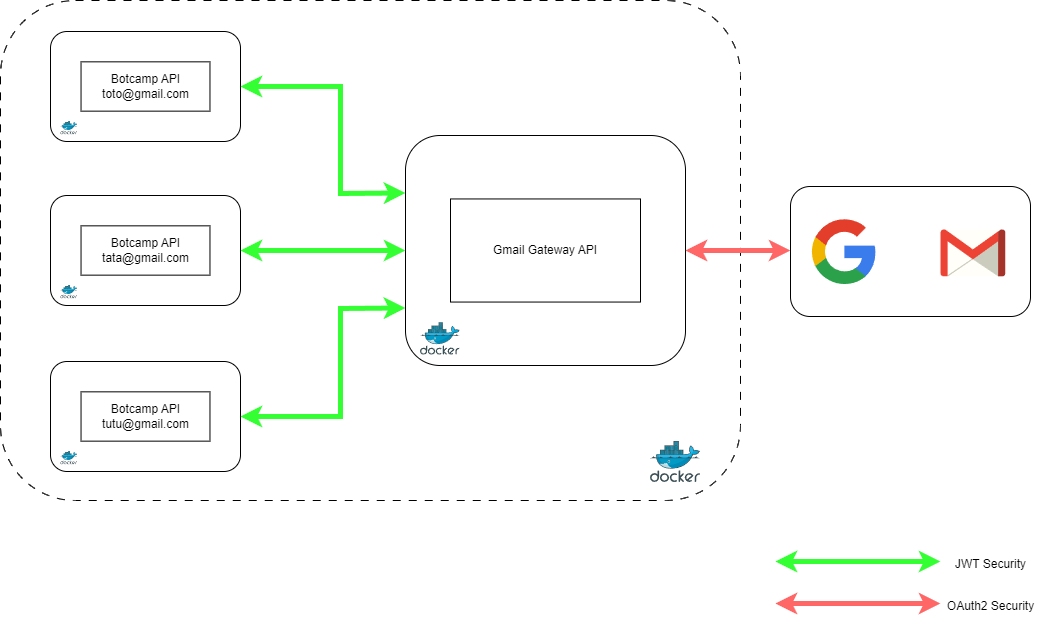 Botcamp API
toto@gmail.com
docker
Botcamp API
tata@gmail.com
docker
Botcamp API
tutu@gmail.com
docker
Gmail Gateway API
docker
docker
JWT Security
OAuth2 Security